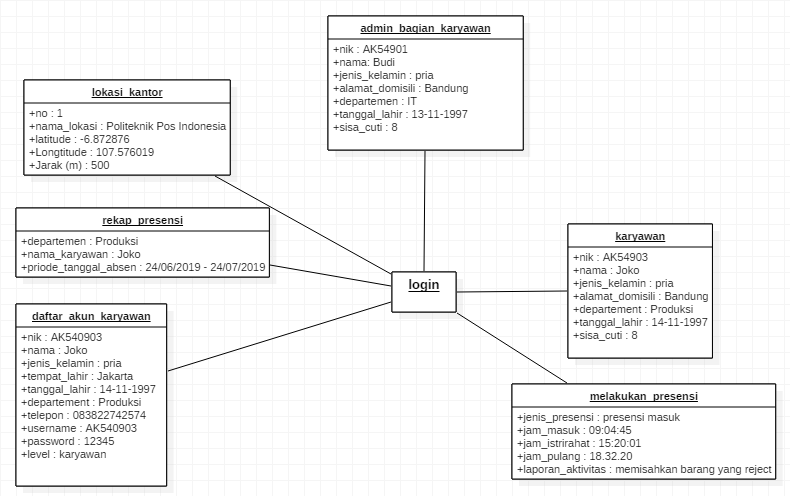 admin_bagian_karyawan
+nik : AK54901
+nama: Budi
+jenis_kelamin : pria
+alamat_domisili : Bandung
+departemen : IT
+tanggal_lahir : 13-11-1997
+sisa_cuti : 8
lokasi_kantor
+no : 1
+nama_lokasi : Politeknik Pos Indonesia
+latitude : -6.872876
+Longtitude : 107.576019
+Jarak (m) : 500
rekap_presensi
+departemen : Produksi
+nama_karyawan : Joko
+priode_tanggal_absen : 24/06/2019 - 24/07/2019
login
karyawan
+nik : AK54903
+nama : Joko
+jenis_kelamin : pria
+alamat_domisili : Bandung
+departement : Produksi
+tanggal_lahir : 14-11-1997
+sisa_cuti : 8
daftar_akun_karyawan
+nik : AK540903
+nama : Joko
+jenis_kelamin : pria
+tempat_lahir : Jakarta
+tanggal_lahir : 14-11-1997
+departement : Produksi
+telepon : 083822742574
+username : AK540903
+password : 12345
+level : karyawan
melakukan_presensi
+jenis_presensi : presensi masuk
+jam_masuk : 09:04:45
+jam_istrirahat : 15:20:01
+jam_pulang : 18.32.20
+laporan_aktivitas : memisahkan barang yang reject